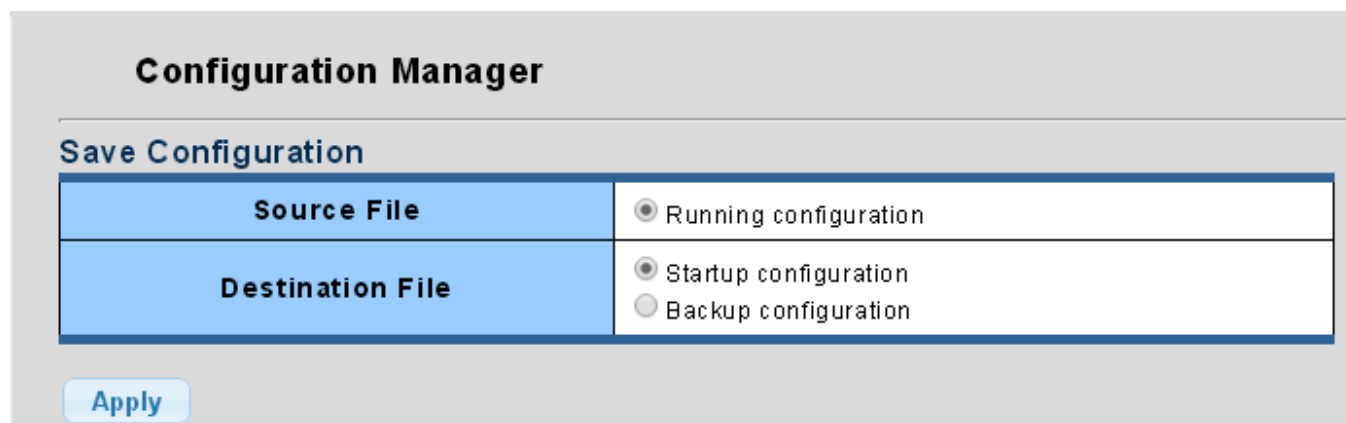 Configuration Manager
Save Configuration
Source File
Running configuration
Destination File
Startup configuration
Backup configuration
Apply